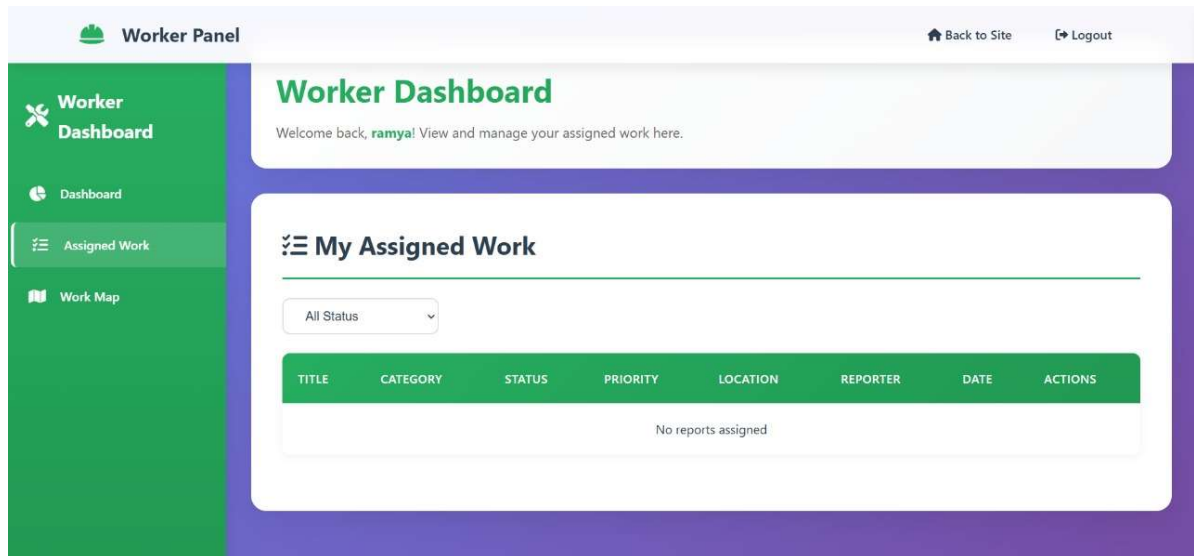 Worker Panel
Back to Site
Logout
Worker
Dashboard
Dashboard
Assigned Work
Work Map
Worker Dashboard
Welcome back, ramya! View and manage your assigned work here.
My Assigned Work
All Status
TITLE CATEGORY STATUS PRIORITY LOCATION REPORTER DATE ACTIONS
No reports assigned